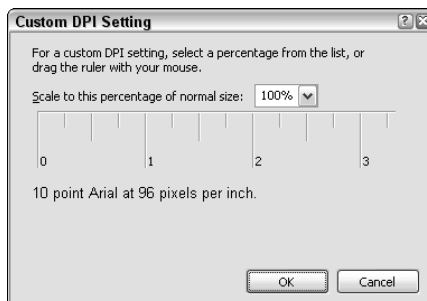 Custom DPI Setting
For a custom DPI setting, select a percentage from the list, or
drag the ruler with your mouse.
Scale to this percentage of normal size: 100%
0 1 2 3
10 point Arial at 96 pixels per inch.
OK Cancel